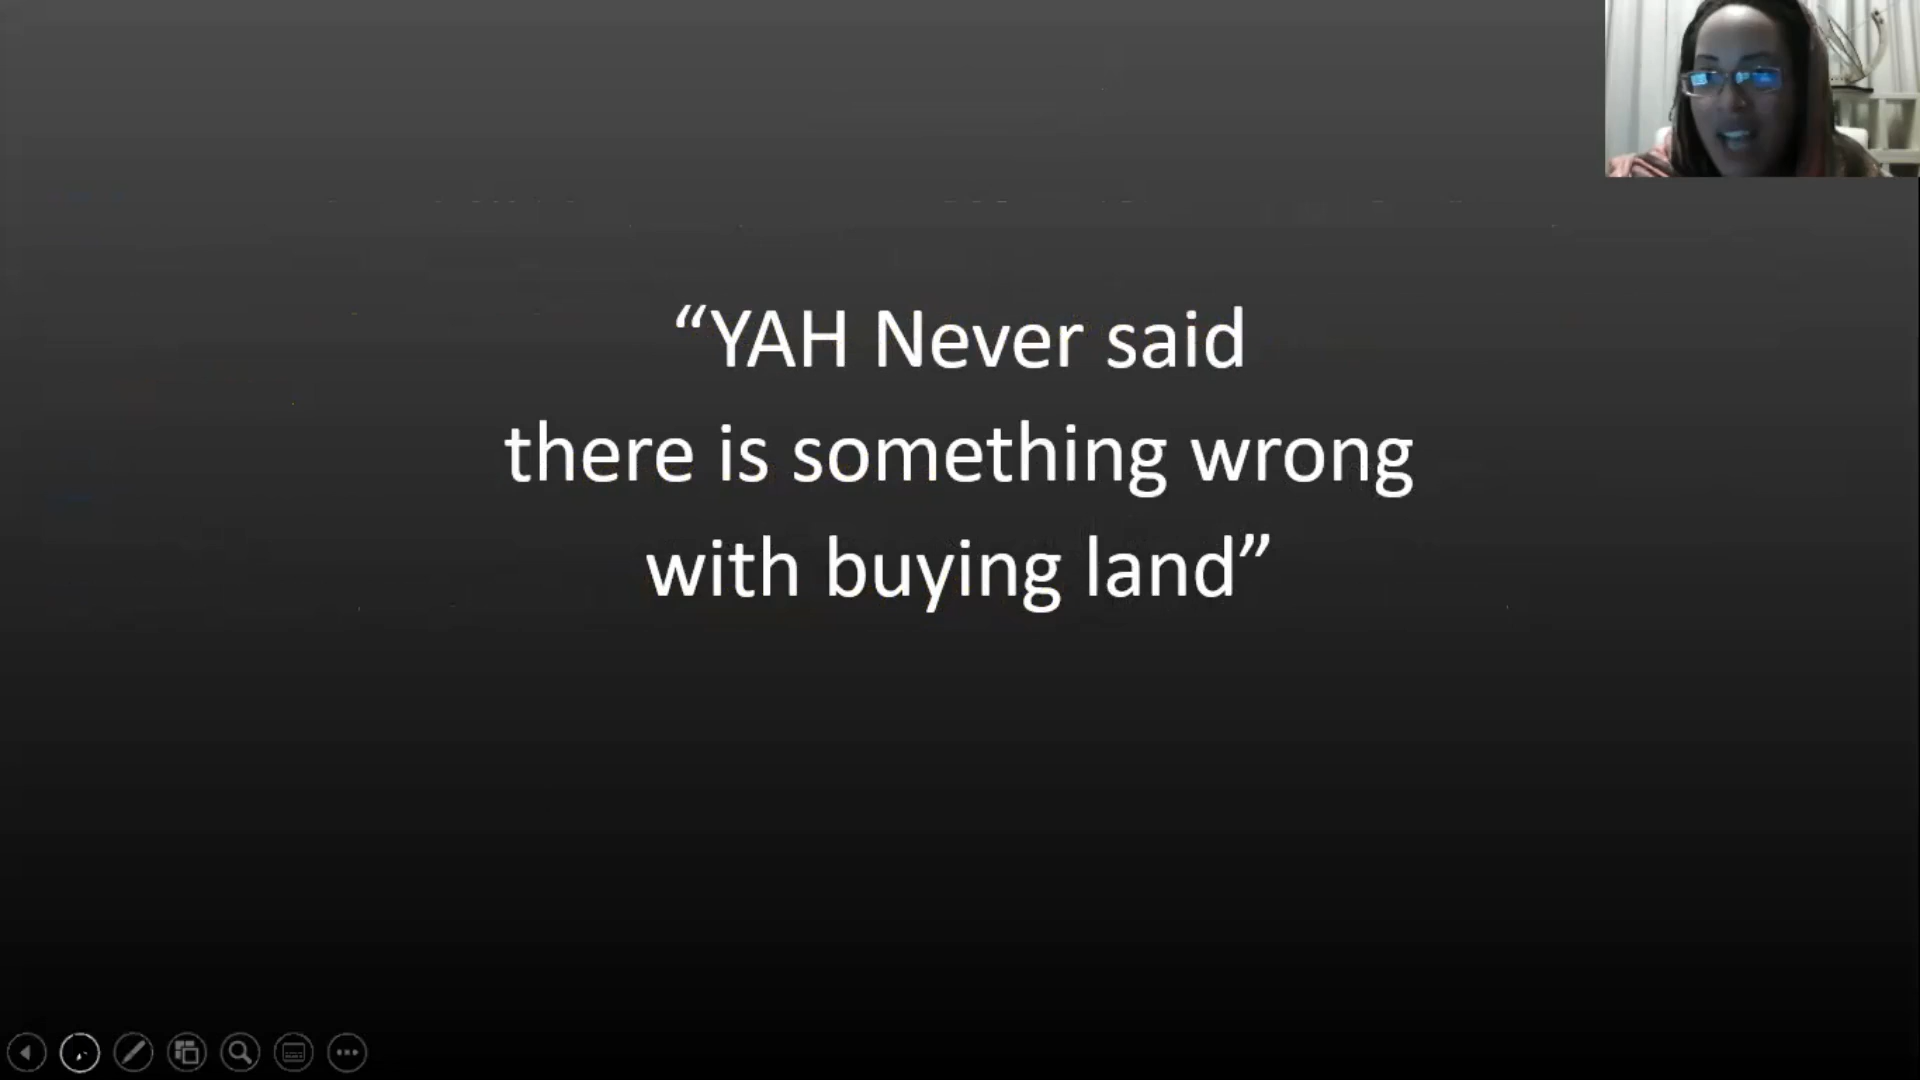 “YAH Never said
there is something wrong
with buying land”